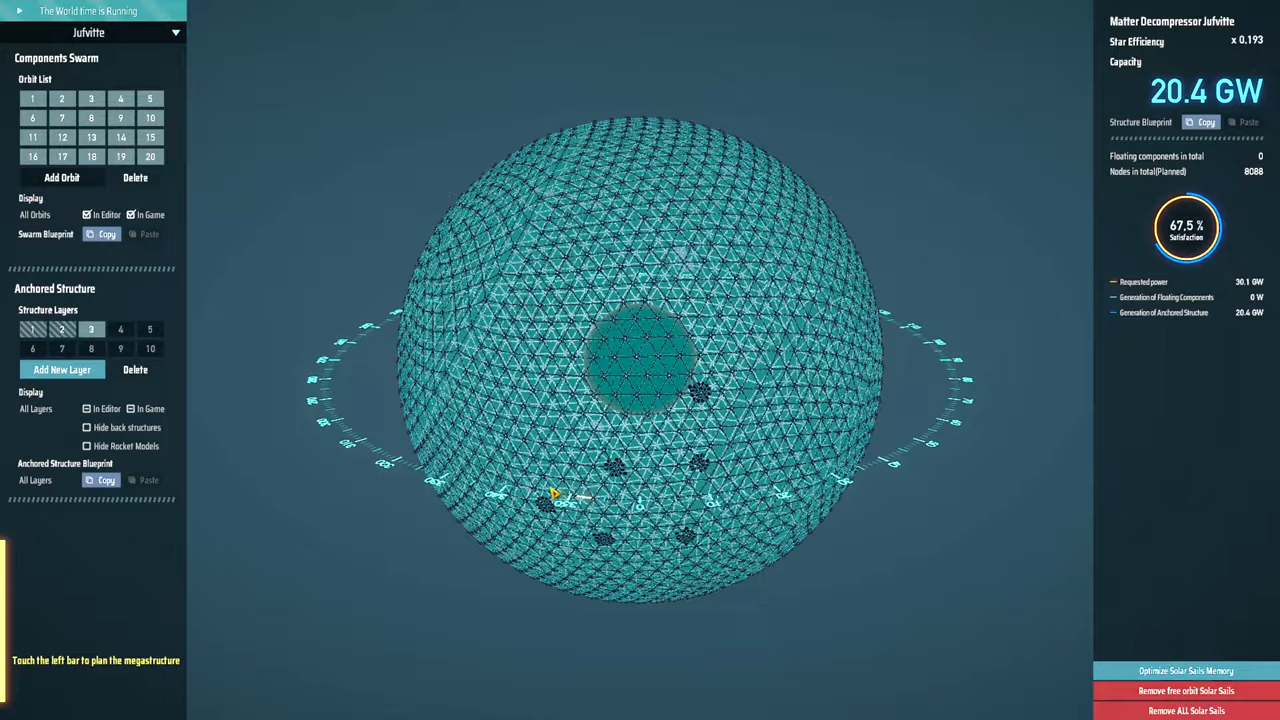 The World time is Running
Jufvitte
Components Swarm
Orbit List
1 2 3 4 5
6 7 8 9 10
11 12 13 14 15
16 17 18 19 20
Add Orbit Delete
Display
All Orbits In Editor In Game
Swarm Blueprint Copy Paste
Anchored Structure
Structure Layers
1 2 3 4 5
6 7 8 9 10
Add New Layer Delete
Display
All Layers In Editor In Game
Hide back structures
Hide Rocket Models
Anchored Structure Blueprint
All Layers Copy Paste
Touch the left bar to plan the megastructure
Matter Decompressor Jufvitte
Star Efficiency x 0.193
Capacity
20.4 GW
Structure Blueprint Copy Paste
Floating components in total 0
Nodes in total(Planned) 8088
67.5 %
Satisfaction
Requested power 30.1 GW
Generation of Floating Components 0 W
Generation of Anchored Structure 20.4 GW
Optimize Solar Sails Memory
Remove free orbit Solar Sails
Remove ALL Solar Sails